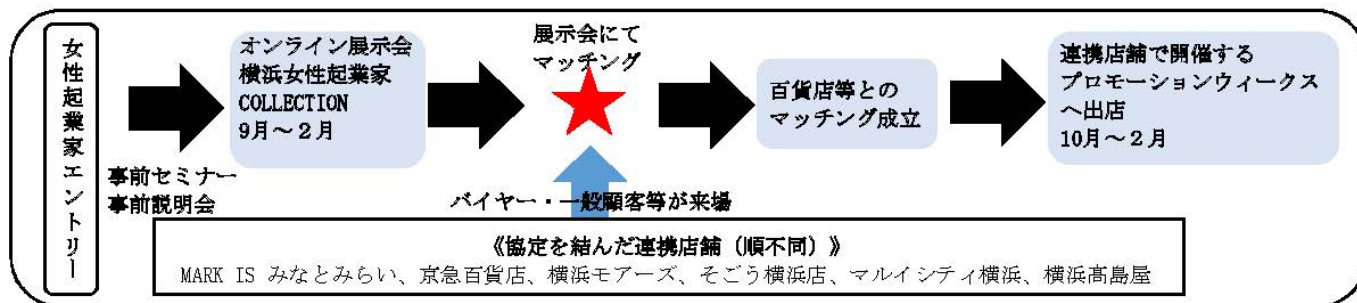 女性起業家エントリー
事前セミナー
事前説明会
オンライン展示会
横浜女性起業家
COLLECTION
9月～２月
展示会にて
マッチング
バイヤー・一般顧客等が来場
百貨店等との
マッチング成立
連携店舗で開催する
プロモーションウィークス
へ出店
10月～２月
《協定を結んだ連携店舗（順不同）》
MARK IS みなとみらい、京急百貨店、横浜モアーズ、そごう横浜店、マルイシティ横浜、横浜髙島屋